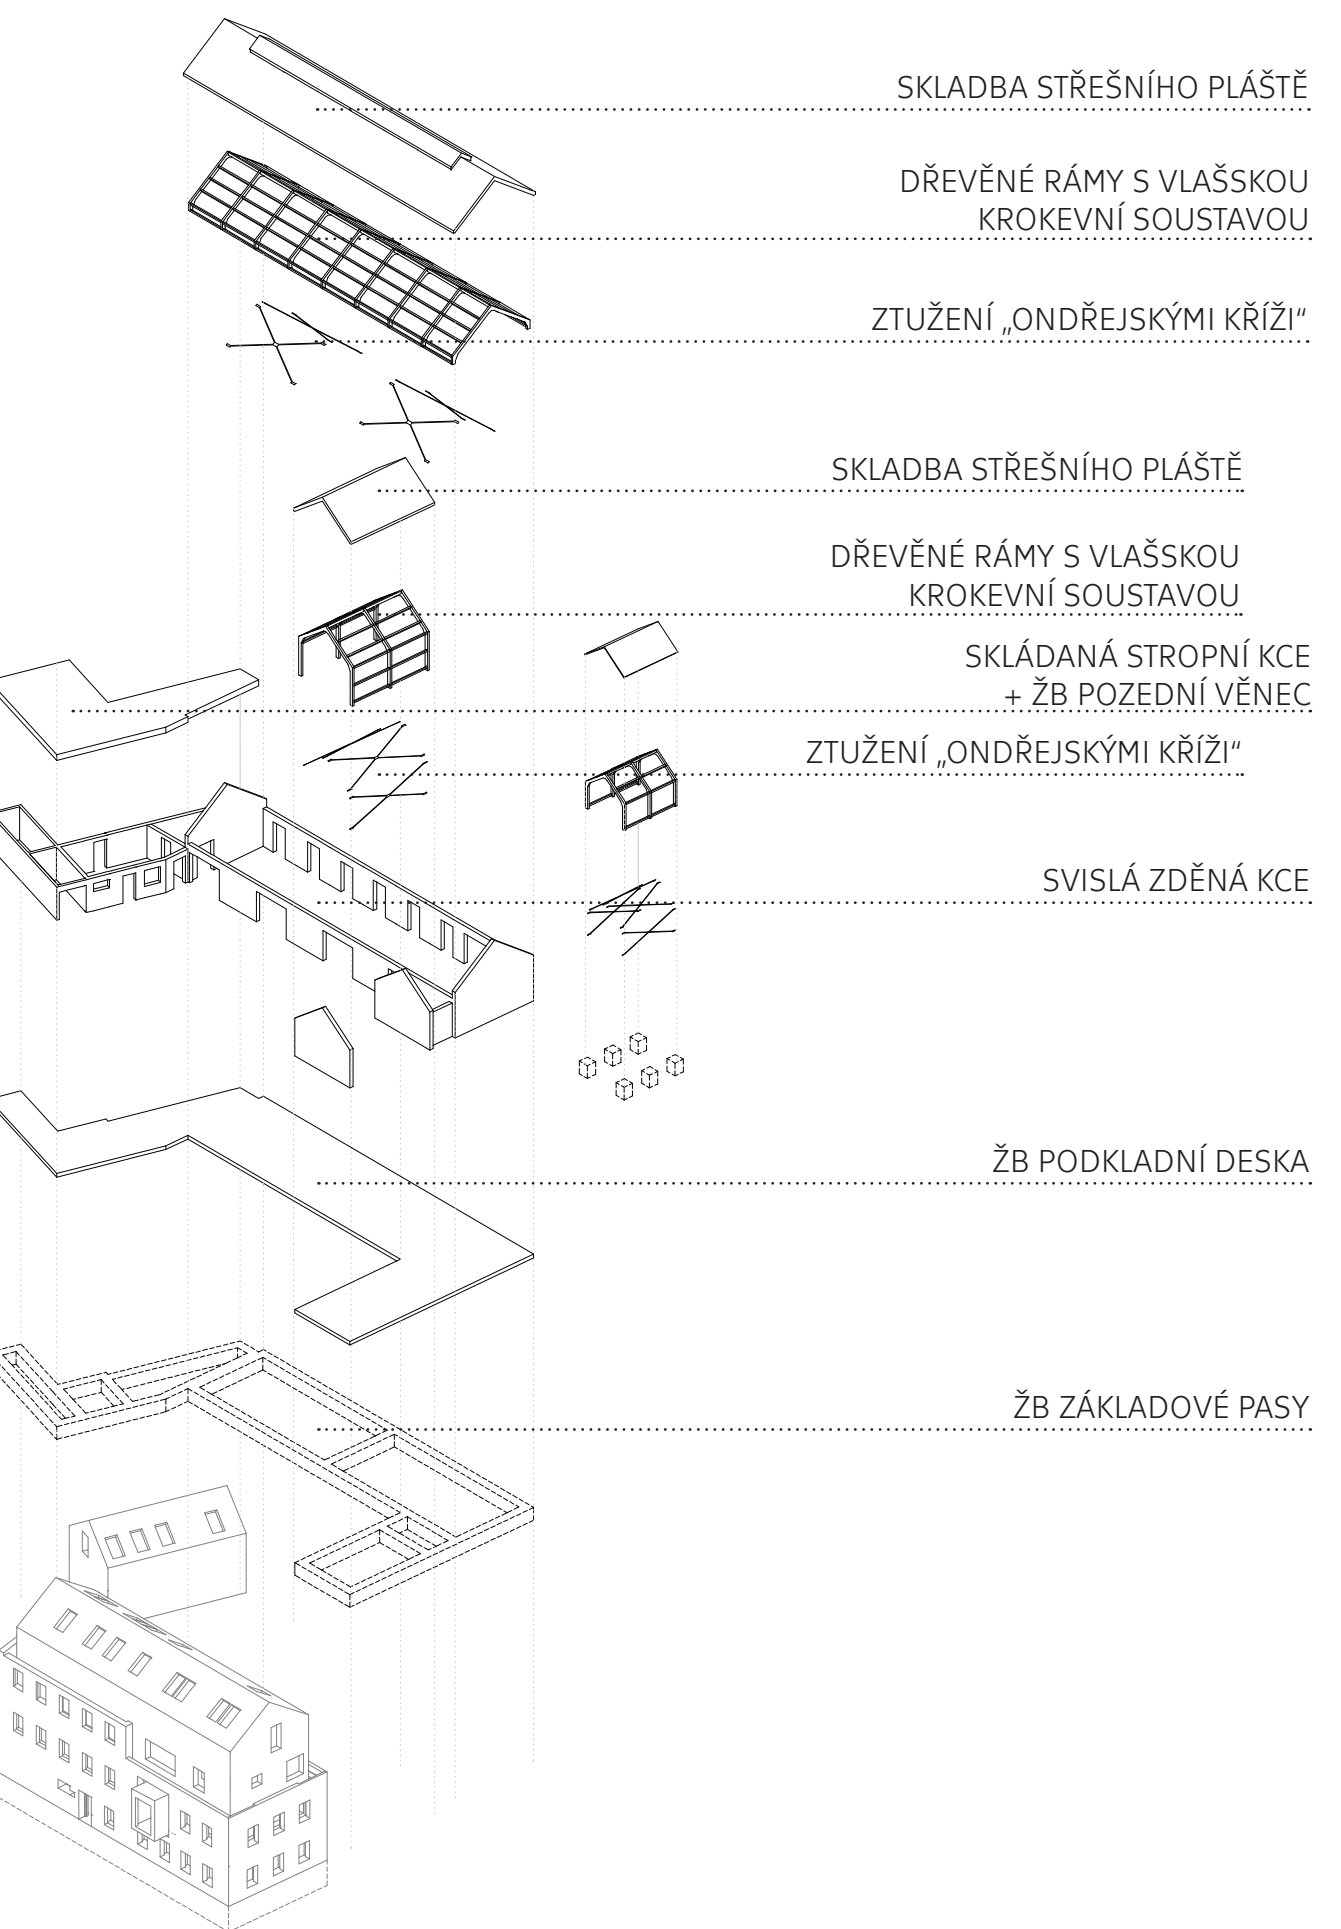 SKLADBA STŘEŠNÍHO PLÁŠTĚ
DŘEVĚNÉ RÁMY S VLAŠSKOU
KROKEVNÍ SOUSTAVOU
ZTUŽENÍ „ONDŘEJSKÝMI KŘÍŽI“
SKLADBA STŘEŠNÍHO PLÁŠTĚ
DŘEVĚNÉ RÁMY S VLAŠSKOU
KROKEVNÍ SOUSTAVOU
SKLÁDANÁ STROPNÍ KCE
+ ŽB POZEDNÍ VĚNEC
ZTUŽENÍ „ONDŘEJSKÝMI KŘÍŽI“
SVISLÁ ZDĚNÁ KCE
ŽB PODKLADNÍ DESKA
ŽB ZÁKLADOVÉ PASY